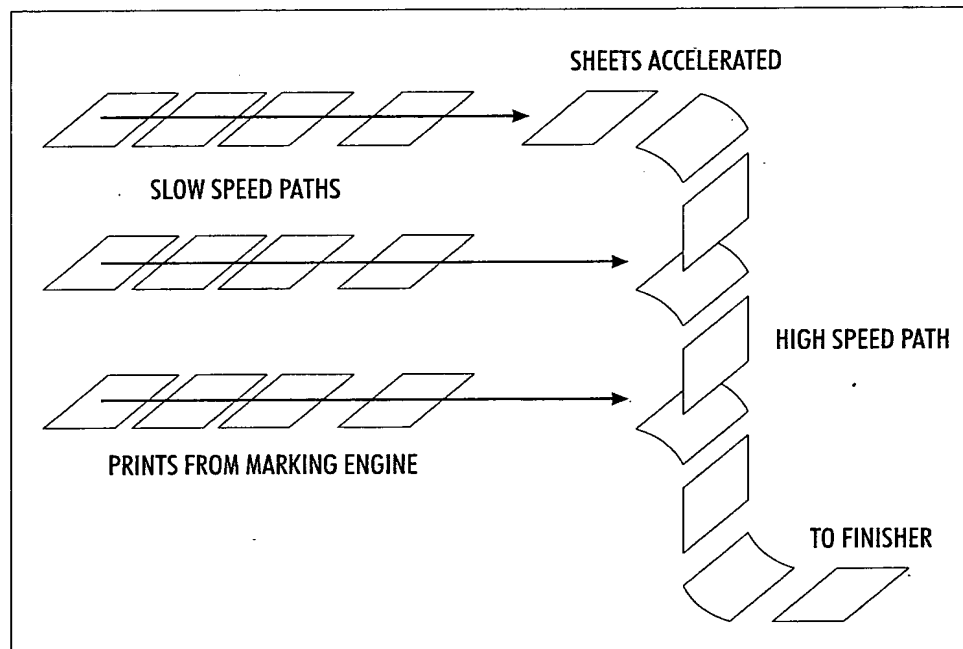 SHEETS ACCELERATED
SLOW SPEED PATHS
HIGH SPEED PATH
PRINTS FROM MARKING ENGINE
TO FINISHER